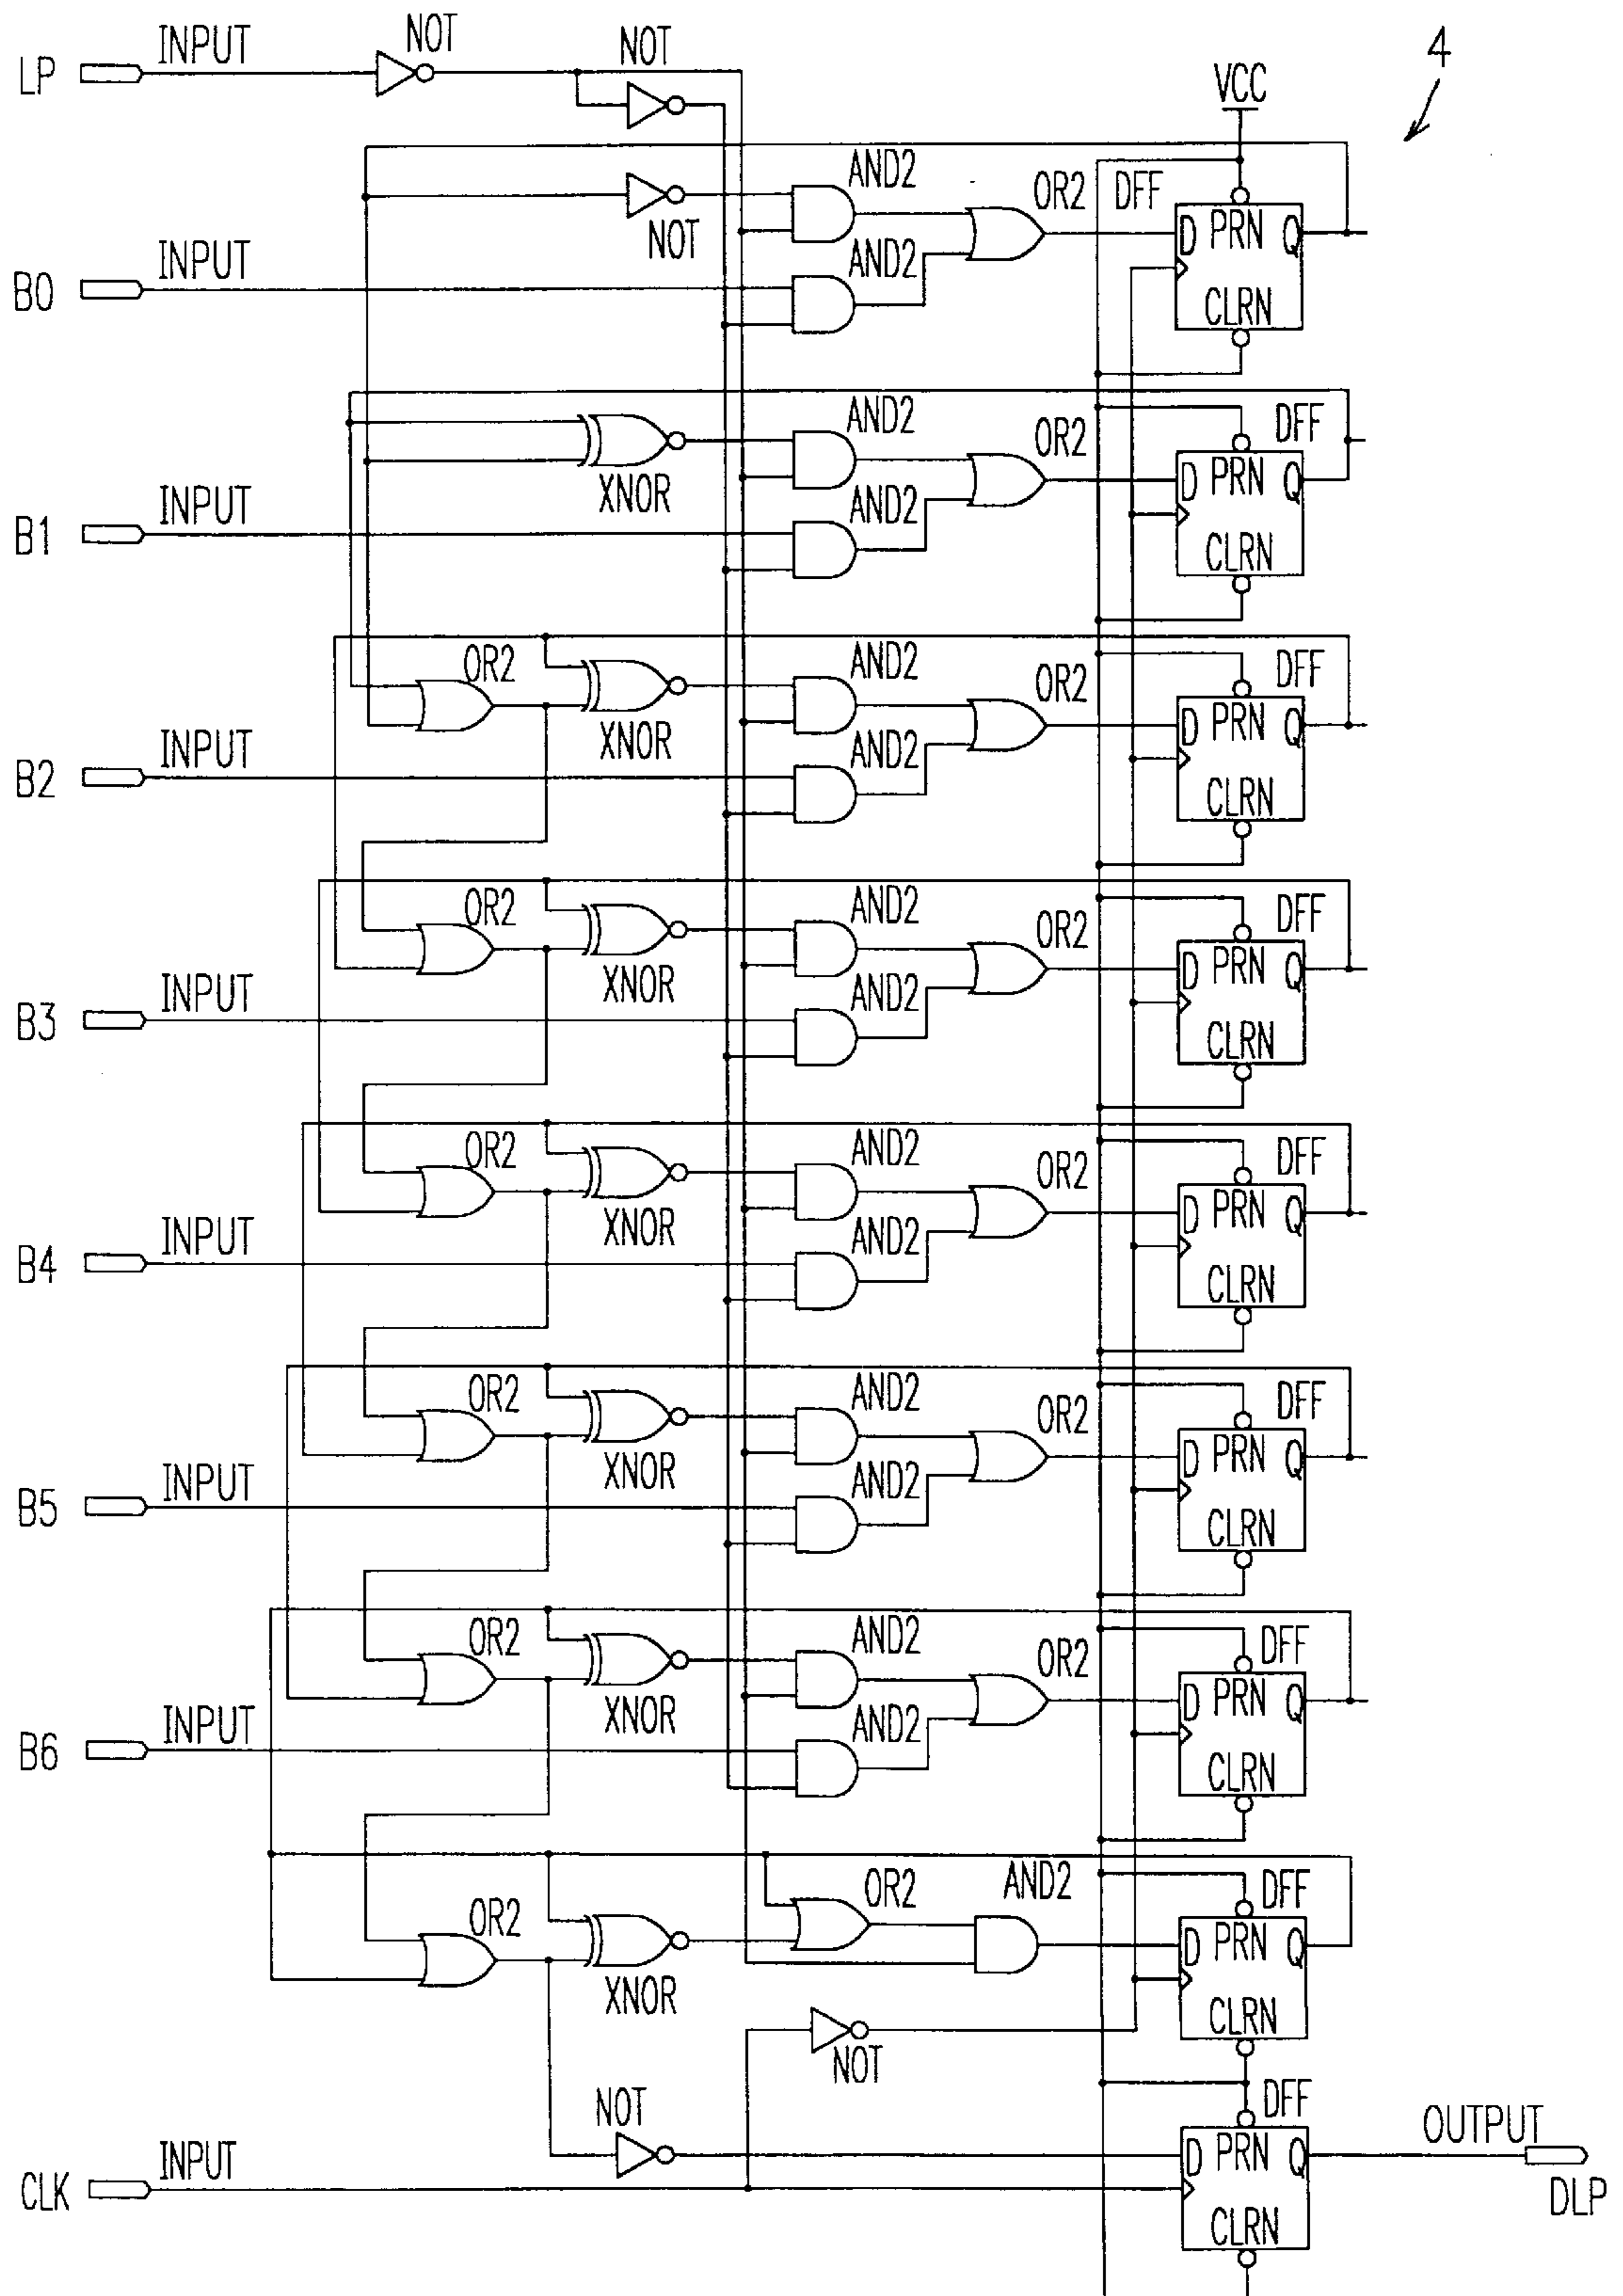 LP INPUT NOT NOT 4
VCC
AND2 OR2 DFF
NOT
B0 INPUT AND2 D PRN Q
CLRN
AND2 OR2 DFF
XNOR
B1 INPUT AND2 D PRN Q
CLRN
OR2 AND2 OR2 DFF
XNOR
B2 INPUT AND2 D PRN Q
CLRN
OR2 AND2 OR2 DFF
XNOR
B3 INPUT AND2 D PRN Q
CLRN
OR2 AND2 OR2 DFF
XNOR
B4 INPUT AND2 D PRN Q
CLRN
OR2 AND2 OR2 DFF
XNOR
B5 INPUT AND2 D PRN Q
CLRN
OR2 AND2 OR2 DFF
XNOR
B6 INPUT AND2 D PRN Q
CLRN
OR2 OR2 AND2 DFF
XNOR D PRN Q
CLRN
NOT
NOT DFF
CLK INPUT D PRN Q OUTPUT
DLP
CLRN